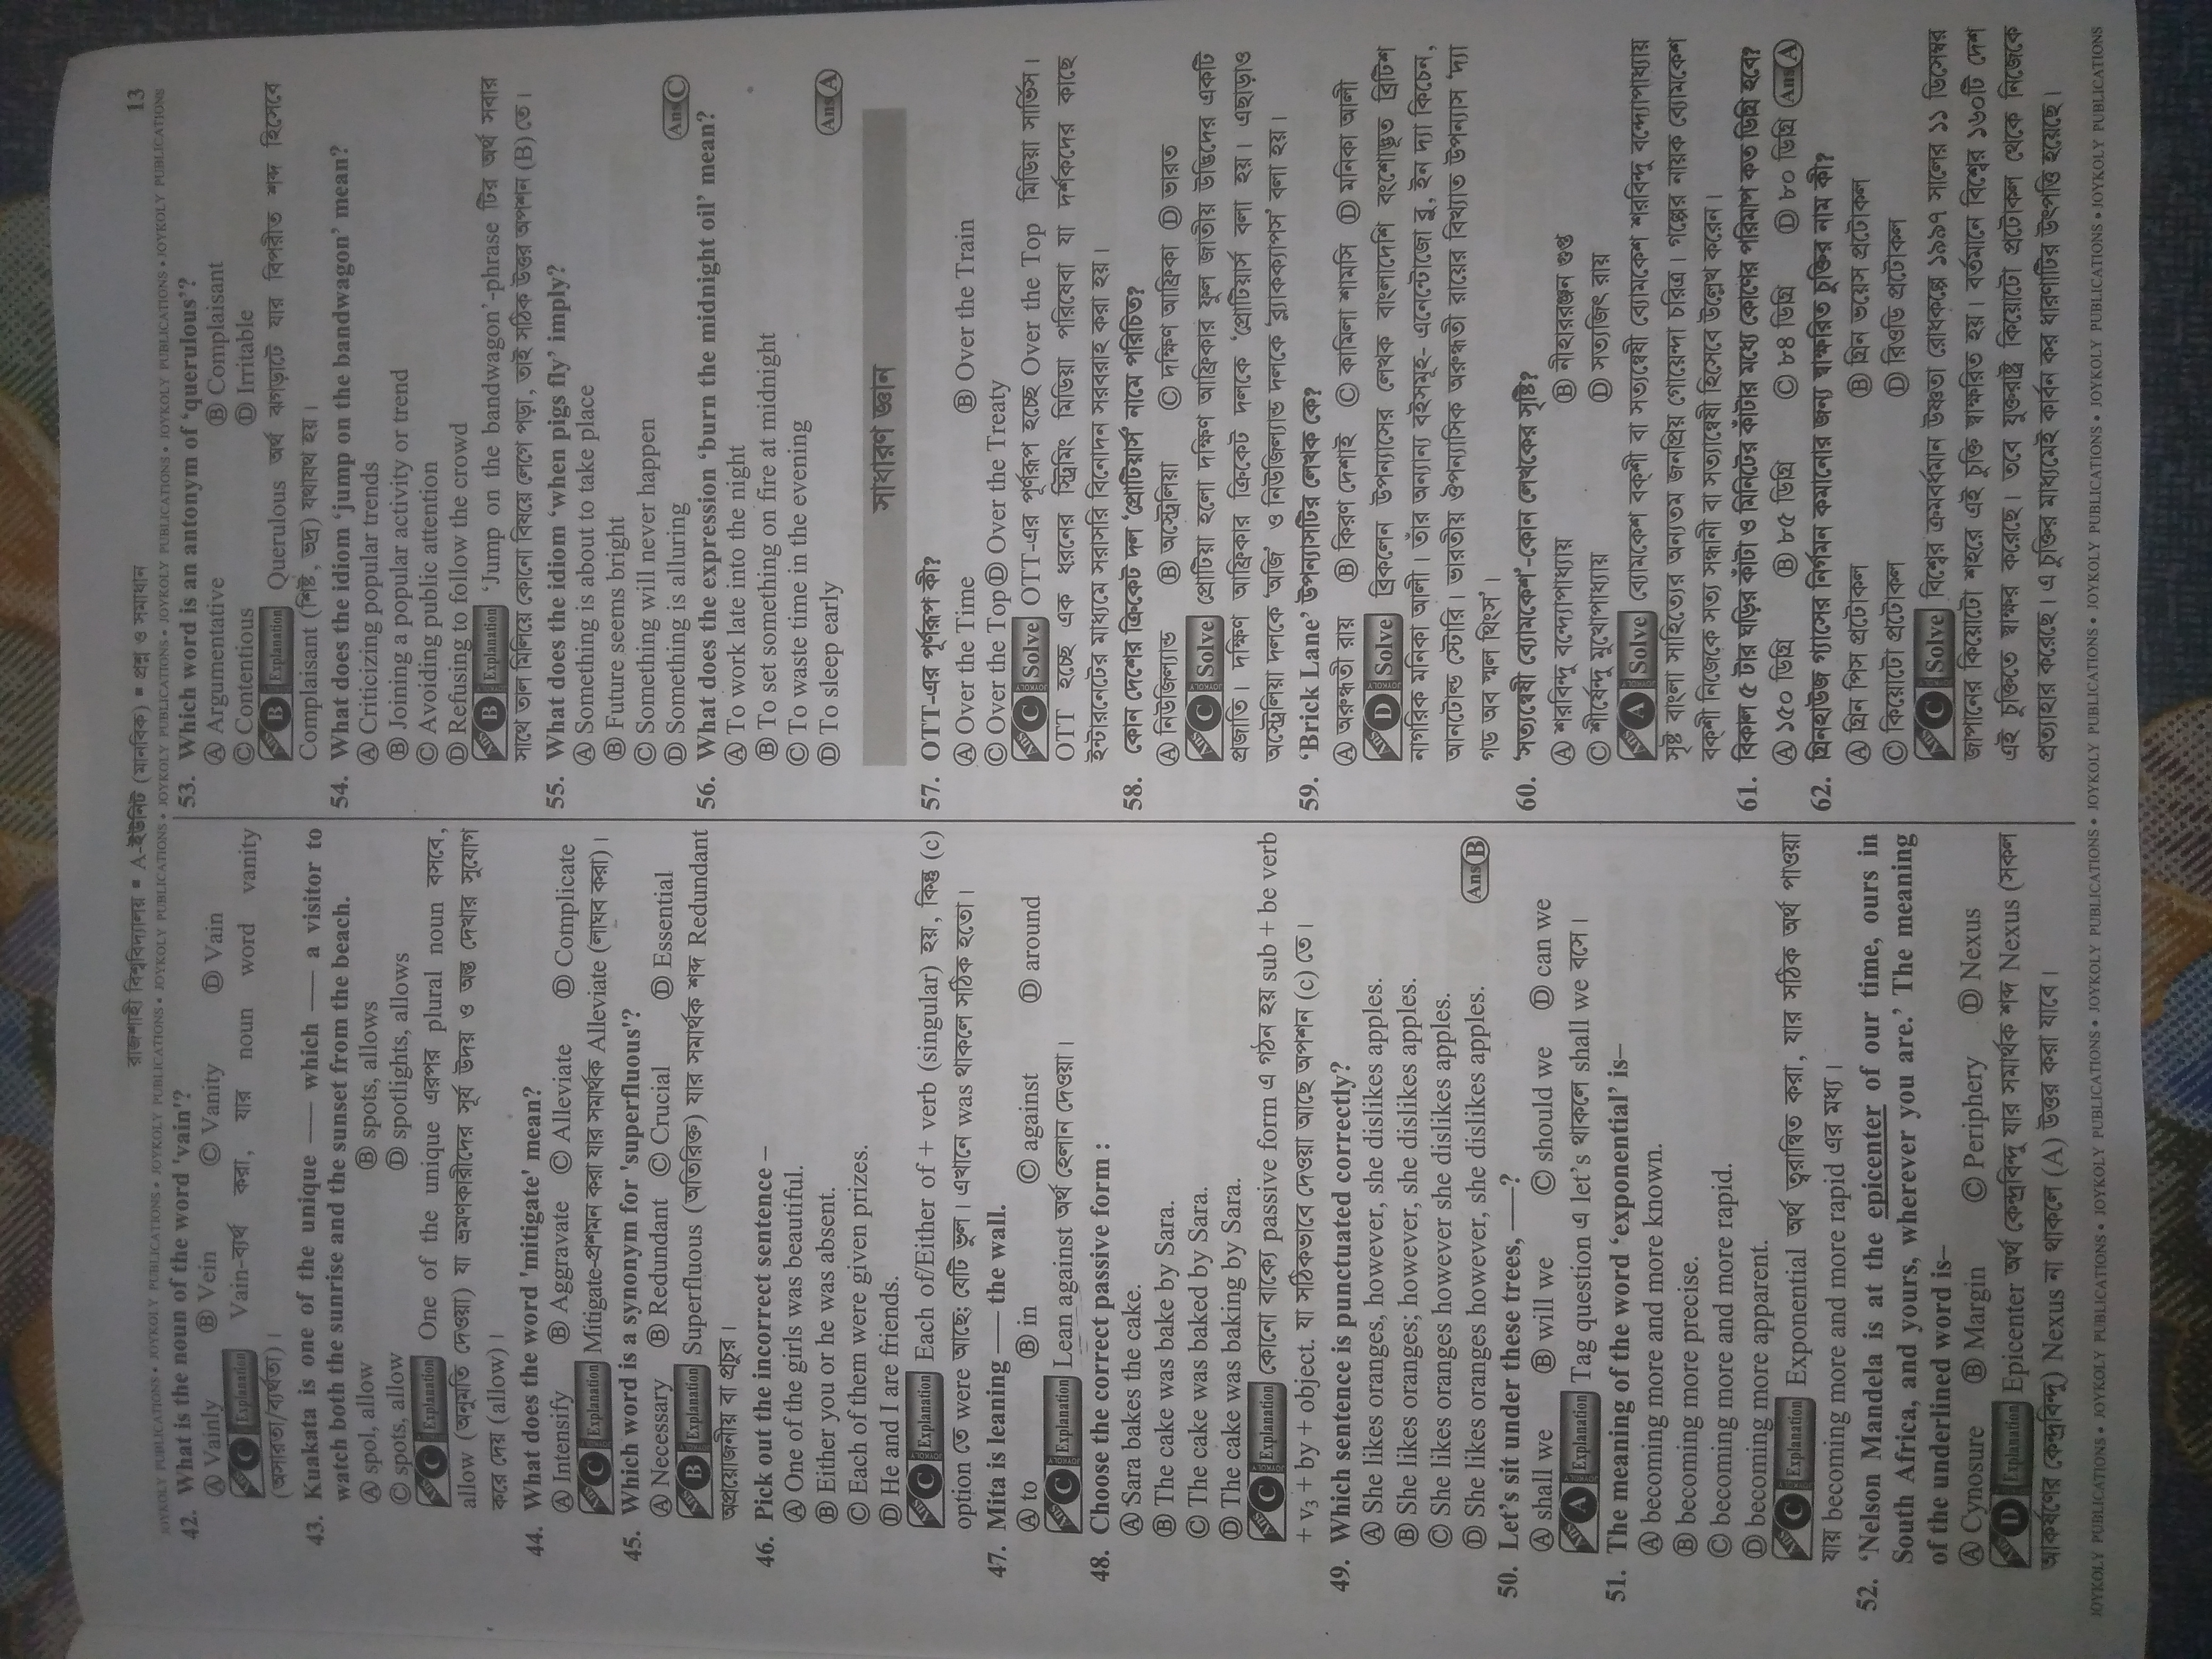 রাজশাহী বিশ্ববিদ্যালয় ▪ A-ইউনিট (মানবিক) ▪ প্রশ্ন ও সমাধান
13
JOYKOLY PUBLICATIONS • JOYKOLY PUBLICATIONS • JOYKOLY PUBLICATIONS • JOYKOLY PUBLICATIONS • JOYKOLY PUBLICATIONS • JOYKOLY PUBLICATIONS • JOYKOLY PUBLICATIONS • JOYKOLY PUBLICATIONS
42. What is the noun of the word 'vain'?
Ⓐ Vainly Ⓑ Vein Ⓒ Vanity Ⓓ Vain
Ans C Explanation Vain-ব্যর্থ করা, যার noun word vanity
(অসারতা/ব্যর্থতা)।
43. Kuakata is one of the unique —— which —— a visitor to
watch both the sunrise and the sunset from the beach.
Ⓐ spol, allow Ⓑ spots, allows
Ⓒ spots, allow Ⓓ spotlights, allows
Ans C Explanation One of the unique এরপর plural noun বসবে,
allow (অনুমতি দেওয়া) যা ভ্রমণকারীদের সূর্য উদয় ও অস্ত দেখার সুযোগ
করে দেয় (allow)।
44. What does the word 'mitigate' mean?
Ⓐ Intensify Ⓑ Aggravate Ⓒ Alleviate Ⓓ Complicate
Ans C Explanation Mitigate-প্রশমন করা যার সমার্থক Alleviate (লাঘব করা)।
45. Which word is a synonym for 'superfluous'?
Ⓐ Necessary Ⓑ Redundant Ⓒ Crucial Ⓓ Essential
Ans B Explanation Superfluous (অতিরিক্ত) যার সমার্থক শব্দ Redundant
অপ্রয়োজনীয় বা প্রচুর।
46. Pick out the incorrect sentence –
Ⓐ One of the girls was beautiful.
Ⓑ Either you or he was absent.
Ⓒ Each of them were given prizes.
Ⓓ He and I are friends.
Ans C Explanation Each of/Either of + verb (singular) হয়, কিন্তু (c)
option তে were আছে; যেটি ভুল। এখানে was থাকলে সঠিক হতো।
47. Mita is leaning —— the wall.
Ⓐ to Ⓑ in Ⓒ against Ⓓ around
Ans C Explanation Lean against অর্থ হেলান দেওয়া।
48. Choose the correct passive form :
Ⓐ Sara bakes the cake.
Ⓑ The cake was bake by Sara.
Ⓒ The cake was baked by Sara.
Ⓓ The cake was baking by Sara.
Ans C Explanation কোনো বাক্যে passive form এ গঠন হয় sub + be verb
+ v₃ + by + object. যা সঠিকভাবে দেওয়া আছে অপশন (c) তে।
49. Which sentence is punctuated correctly?
Ⓐ She likes oranges, however, she dislikes apples.
Ⓑ She likes oranges; however, she dislikes apples.
Ⓒ She likes oranges however she dislikes apples.
Ⓓ She likes oranges however, she dislikes apples. Ans B
50. Let’s sit under these trees, ——?
Ⓐ shall we Ⓑ will we Ⓒ should we Ⓓ can we
Ans A Explanation Tag question এ let’s থাকলে shall we বসে।
51. The meaning of the word ‘exponential’ is–
Ⓐ becoming more and more known.
Ⓑ becoming more precise.
Ⓒ becoming more and more rapid.
Ⓓ becoming more apparent.
Ans C Explanation Exponential অর্থ ত্বরান্বিত করা, যার সঠিক অর্থ পাওয়া
যায় becoming more and more rapid এর মধ্য।
52. ‘Nelson Mandela is at the epicenter of our time, ours in
South Africa, and yours, wherever you are.’ The meaning
of the underlined word is–
Ⓐ Cynosure Ⓑ Margin Ⓒ Periphery Ⓓ Nexus
Ans D Explanation Epicenter অর্থ কেন্দ্রবিন্দু যার সমার্থক শব্দ Nexus (সকল
আকর্ষণের কেন্দ্রবিন্দু) Nexus না থাকলে (A) উত্তর করা যাবে।
53. Which word is an antonym of ‘querulous’?
Ⓐ Argumentative Ⓑ Complaisant
Ⓒ Contentious Ⓓ Irritable
Ans B Explanation Querulous অর্থ ঝগড়াটে যার বিপরীত শব্দ হিসেবে
Complaisant (শিষ্ট, ভদ্র) যথাযথ হয়।
54. What does the idiom ‘jump on the bandwagon’ mean?
Ⓐ Criticizing popular trends
Ⓑ Joining a popular activity or trend
Ⓒ Avoiding public attention
Ⓓ Refusing to follow the crowd
Ans B Explanation ‘Jump on the bandwagon’-phrase টির অর্থ সবার
সাথে তাল মিলিয়ে কোনো বিষয়ে লেগে পড়া, তাই সঠিক উত্তর অপশন (B) তে।
55. What does the idiom ‘when pigs fly’ imply?
Ⓐ Something is about to take place
Ⓑ Future seems bright
Ⓒ Something will never happen
Ⓓ Something is alluring Ans C
56. What does the expression ‘burn the midnight oil’ mean?
Ⓐ To work late into the night
Ⓑ To set something on fire at midnight
Ⓒ To waste time in the evening
Ⓓ To sleep early Ans A
সাধারণ জ্ঞান
57. OTT-এর পূর্ণরূপ কী?
Ⓐ Over the Time Ⓑ Over the Train
Ⓒ Over the Top Ⓓ Over the Treaty
Ans C Solve OTT-এর পূর্ণরূপ হচ্ছে Over the Top মিডিয়া সার্ভিস।
OTT হচ্ছে এক ধরনের স্ট্রিমিং মিডিয়া পরিষেবা যা দর্শকদের কাছে
ইন্টারনেটের মাধ্যমে সরাসরি বিনোদন সরবরাহ করা হয়।
58. কোন দেশের ক্রিকেট দল ‘প্রোটিয়ার্স’ নামে পরিচিত?
Ⓐ নিউজিল্যান্ড Ⓑ অস্ট্রেলিয়া Ⓒ দক্ষিণ আফ্রিকা Ⓓ ভারত
Ans C Solve প্রোটিয়া হলো দক্ষিণ আফ্রিকার ফুল জাতীয় উদ্ভিদের একটি
প্রজাতি। দক্ষিণ আফ্রিকার ক্রিকেট দলকে ‘প্রোটিয়ার্স বলা হয়। এছাড়াও
অস্ট্রেলিয়া দলকে ‘অজি’ ও নিউজিল্যান্ড দলকে ‘ব্ল্যাকক্যাপস’ বলা হয়।
59. ‘Brick Lane’ উপন্যাসটির লেখক কে?
Ⓐ অরুন্ধতী রায় Ⓑ কিরণ দেশাই Ⓒ কামিলা শামসি Ⓓ মনিকা আলী
Ans D Solve ব্রিকলেন উপন্যাসের লেখক বাংলাদেশি বংশোদ্ভূত ব্রিটিশ
নাগরিক মনিকা আলী। তাঁর অন্যান্য বইসমূহ- এনেন্টোজো ব্লু, ইন দ্যা কিচেন,
আনটোল্ড স্টোরি। ভারতীয় ঔপন্যাসিক অরুন্ধতী রায়ের বিখ্যাত উপন্যাস ‘দ্যা
গড অব স্মল থিংস’।
60. ‘সত্যন্বেষী ব্যোমকেশ’-কোন লেখকের সৃষ্টি?
Ⓐ শরবিন্দু বন্দ্যোপাধ্যায় Ⓑ নীহাররঞ্জন গুপ্ত
Ⓒ শীর্ষেন্দু মুখোপাধ্যায় Ⓓ সত্যজিৎ রায়
Ans A Solve ব্যোমকেশ বক্শী বা সত্যন্বেষী ব্যোমকেশ শরবিন্দু বন্দ্যোপাধ্যায়
সৃষ্ট বাংলা সাহিত্যের অন্যতম জনপ্রিয় গোয়েন্দা চরিত্র। গল্পের নায়ক ব্যোমকেশ
বক্শী নিজেকে সত্য সন্ধানী বা সত্যান্বেষী হিসেবে উল্লেখ করেন।
61. বিকাল ৫ টার ঘড়ির কাঁটা ও মিনিটের কাঁটার মধ্যে কোণের পরিমাপ কত ডিগ্রি হবে?
Ⓐ ১৫০ ডিগ্রি Ⓑ ৮৫ ডিগ্রি Ⓒ ৮৪ ডিগ্রি Ⓓ ৮০ ডিগ্রি Ans A
62. গ্রিনহাউজ গ্যাসের নির্গমন কমানোর জন্য স্বাক্ষরিত চুক্তির নাম কী?
Ⓐ গ্রিন পিস প্রটোকল Ⓑ গ্রিন ভয়েস প্রটোকল
Ⓒ কিয়োটো প্রটোকল Ⓓ রিওডি প্রটোকল
Ans C Solve বিশ্বের ক্রমবর্ধমান উষ্ণতা রোধকল্পে ১৯৯৭ সালের ১১ ডিসেম্বর
জাপানের কিয়োটো শহরে এই চুক্তি স্বাক্ষরিত হয়। বর্তমানে বিশ্বের ১৬০টি দেশ
এই চুক্তিতে স্বাক্ষর করেছে। তবে যুক্তরাষ্ট্র কিয়োটো প্রটোকল থেকে নিজেকে
প্রত্যাহার করেছে। এ চুক্তির মাধ্যমেই কার্বন কর ধারণাটির উৎপত্তি হয়েছে।
JOYKOLY PUBLICATIONS • JOYKOLY PUBLICATIONS • JOYKOLY PUBLICATIONS • JOYKOLY PUBLICATIONS • JOYKOLY PUBLICATIONS • JOYKOLY PUBLICATIONS • JOYKOLY PUBLICATIONS • JOYKOLY PUBLICATIONS